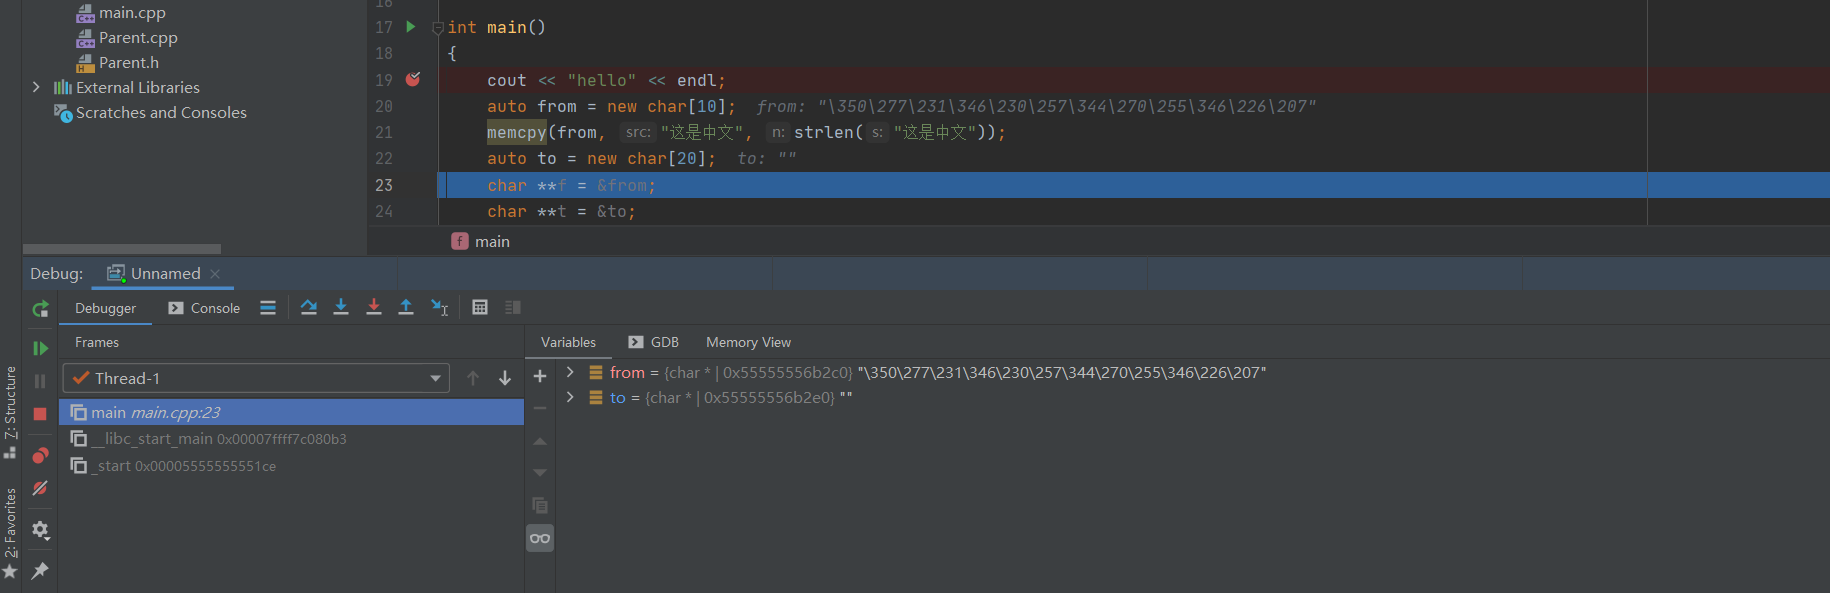 main.cpp
Parent.cpp
Parent.h
External Libraries
Scratches and Consoles
16
17 int main()
18 {
19 cout << "hello" << endl;
20 auto from = new char[10]; from: "\350\277\231\346\230\257\344\270\255\346\226\207"
21 memcpy(from, src: "这是中文", n: strlen( s: "这是中文"));
22 auto to = new char[20]; to: ""
23 char **f = &from;
24 char **t = &to;
f main
Debug: Unnamed
Debugger Console
Frames
Variables GDB Memory View
Thread-1
main main.cpp:23
__libc_start_main 0x00007ffff7c080b3
_start 0x00005555555551ce
from = {char * | 0x55555556b2c0} "\350\277\231\346\230\257\344\270\255\346\226\207"
to = {char * | 0x55555556b2e0} ""
Z: Structure
2: Favorites